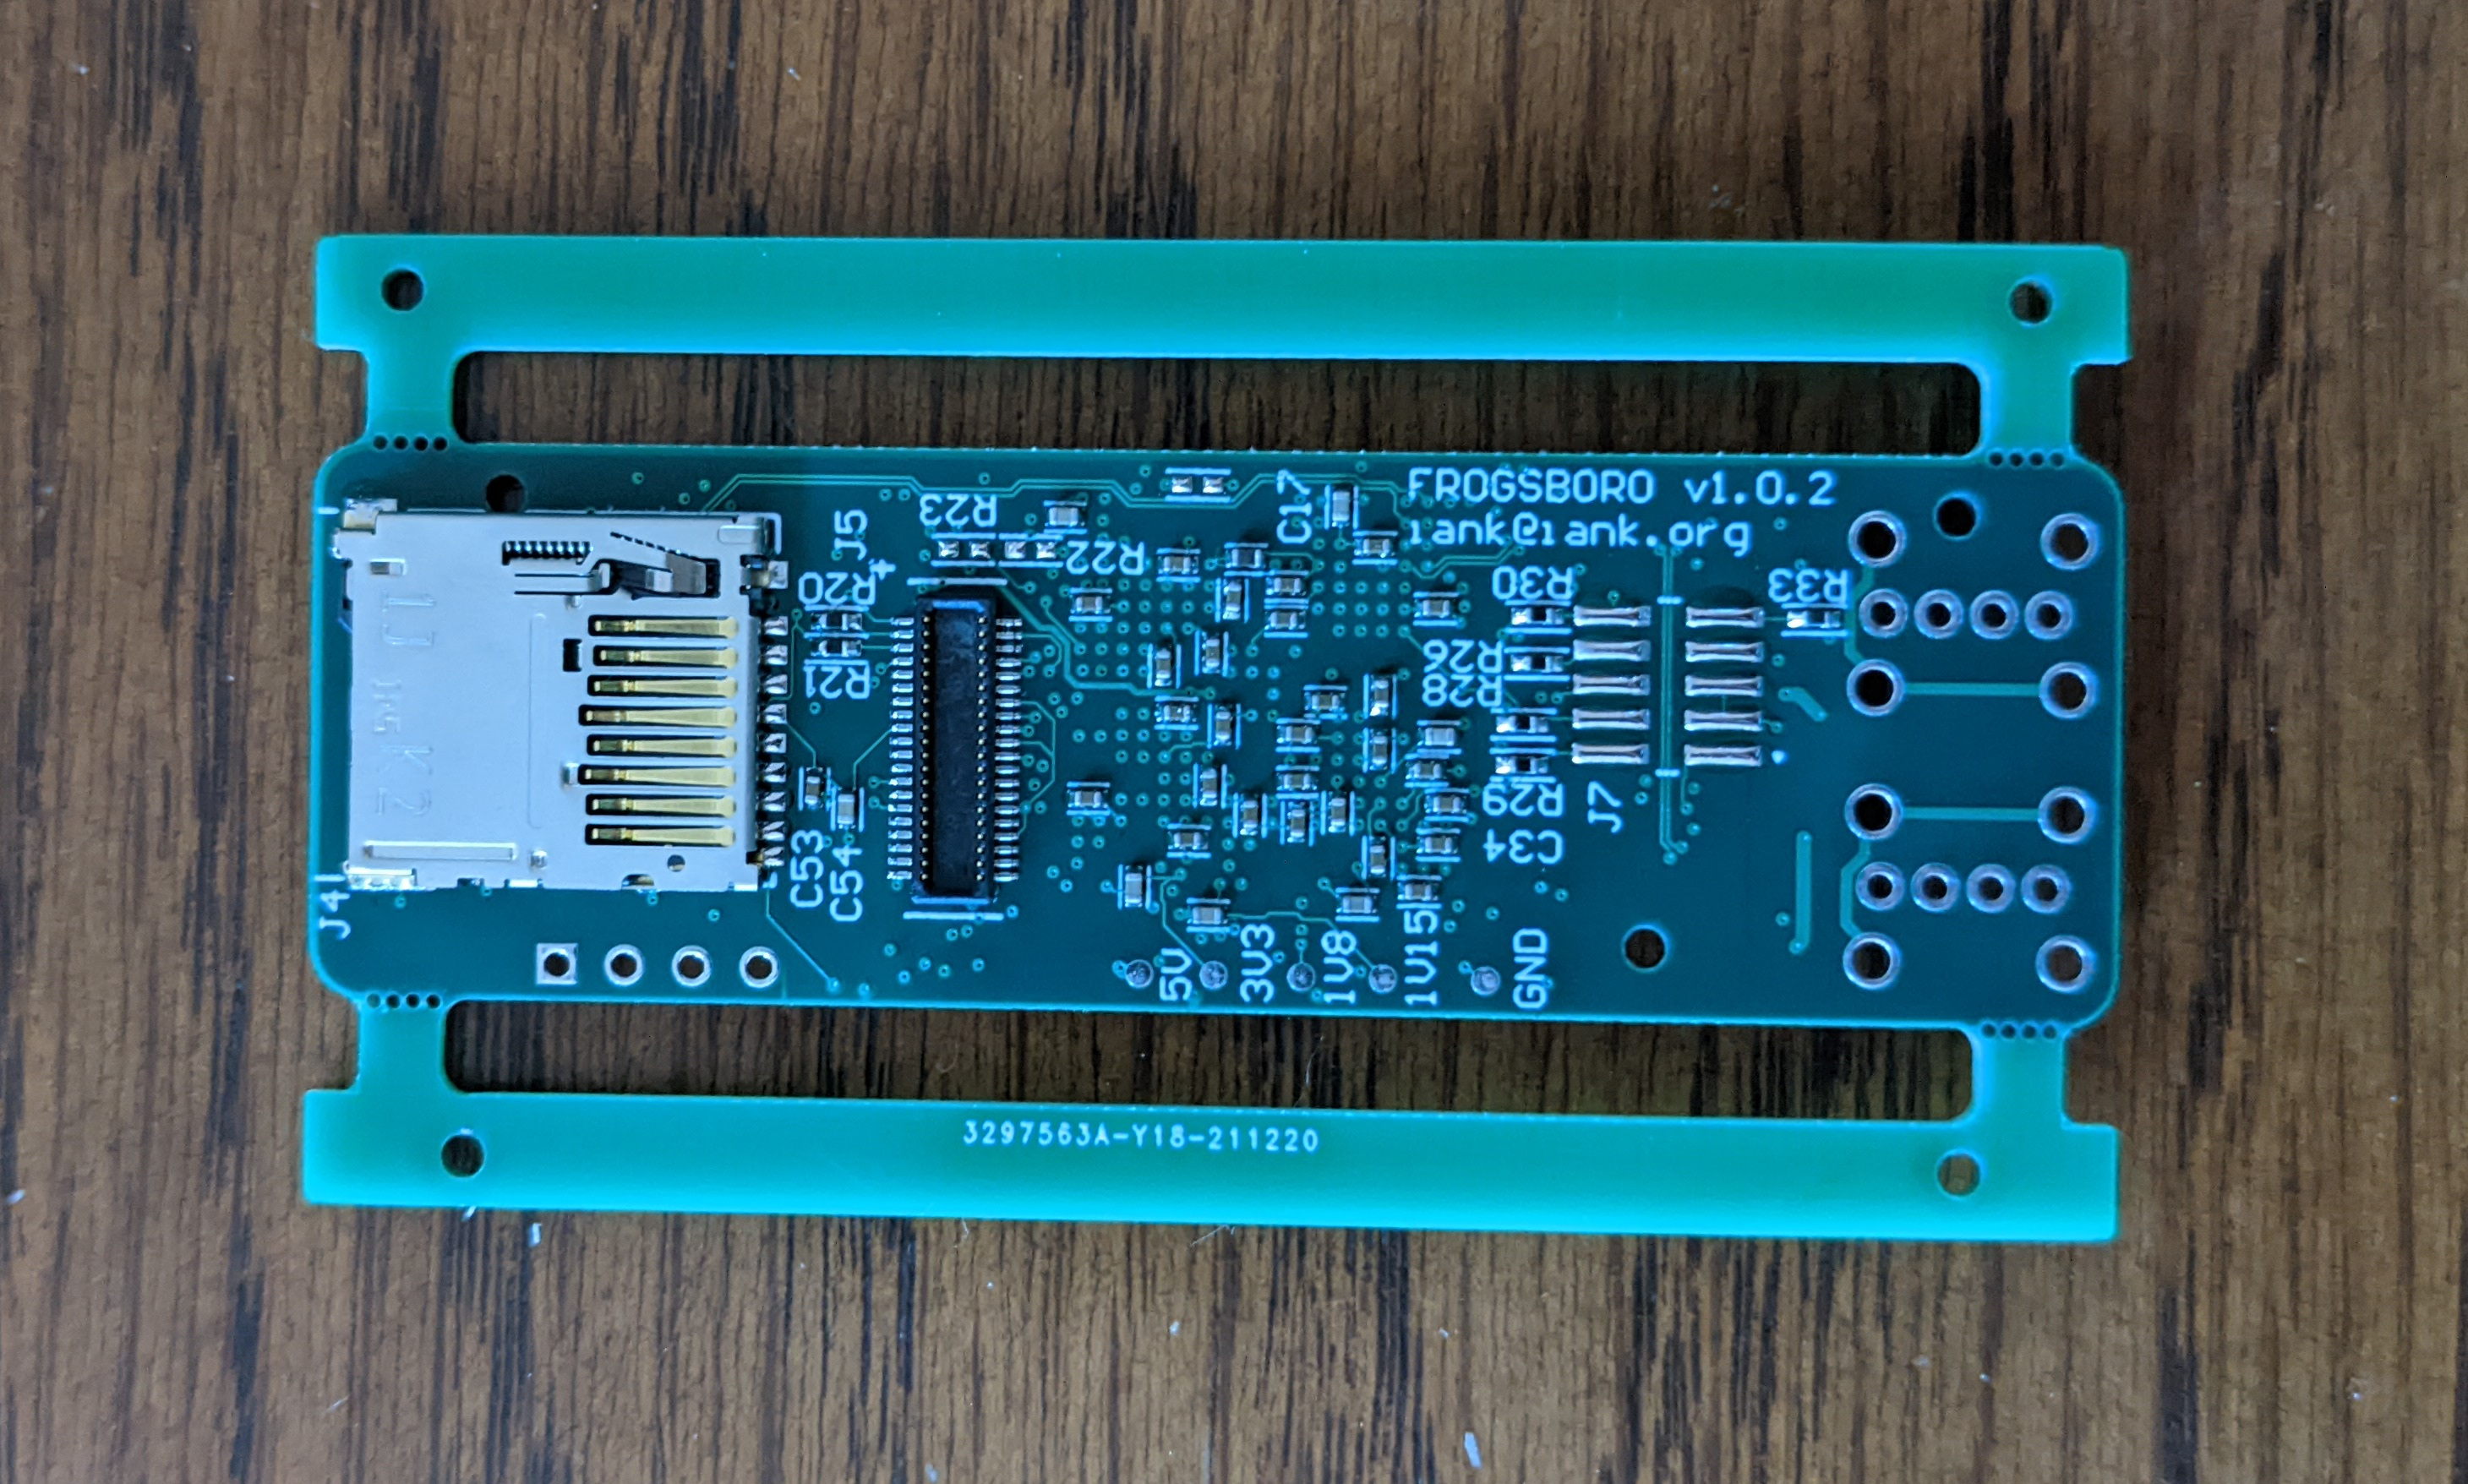 FROGSBORO v1.0.2
iank@iank.org
R23
J5
C17
R22
R20
R30
R33
R21
R26
R28
R29
J7
C34
C53
C54
J4
5V
3V3
1V8
1V15
GND
3297563A-Y18-211220